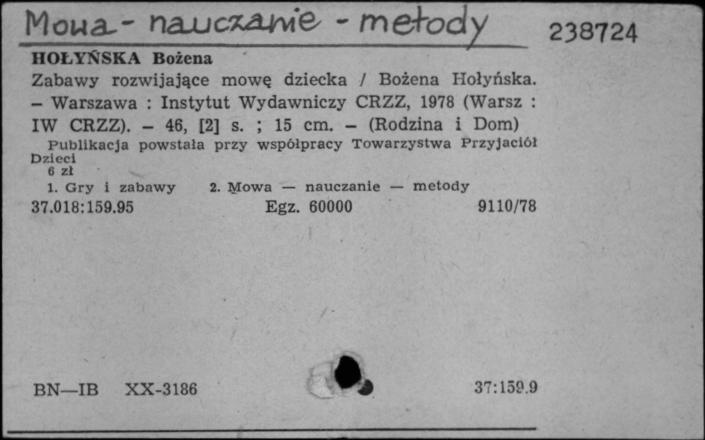 Mowa - nauczanie - metody
238724
HOŁYŃSKA Bożena
Zabawy rozwijające mowę dziecka / Bożena Hołyńska.
— Warszawa : Instytut Wydawniczy CRZZ, 1978 (Warsz :
IW CRZZ). — 46, [2] s. ; 15 cm. — (Rodzina i Dom)
Publikacja powstała przy współpracy Towarzystwa Przyjaciół
Dzieci
6 zł
1. Gry i zabawy 2. Mowa — nauczanie — metody
37.018:159.95 Egz. 60000 9110/78
BN—IB XX-3186 37:159.9